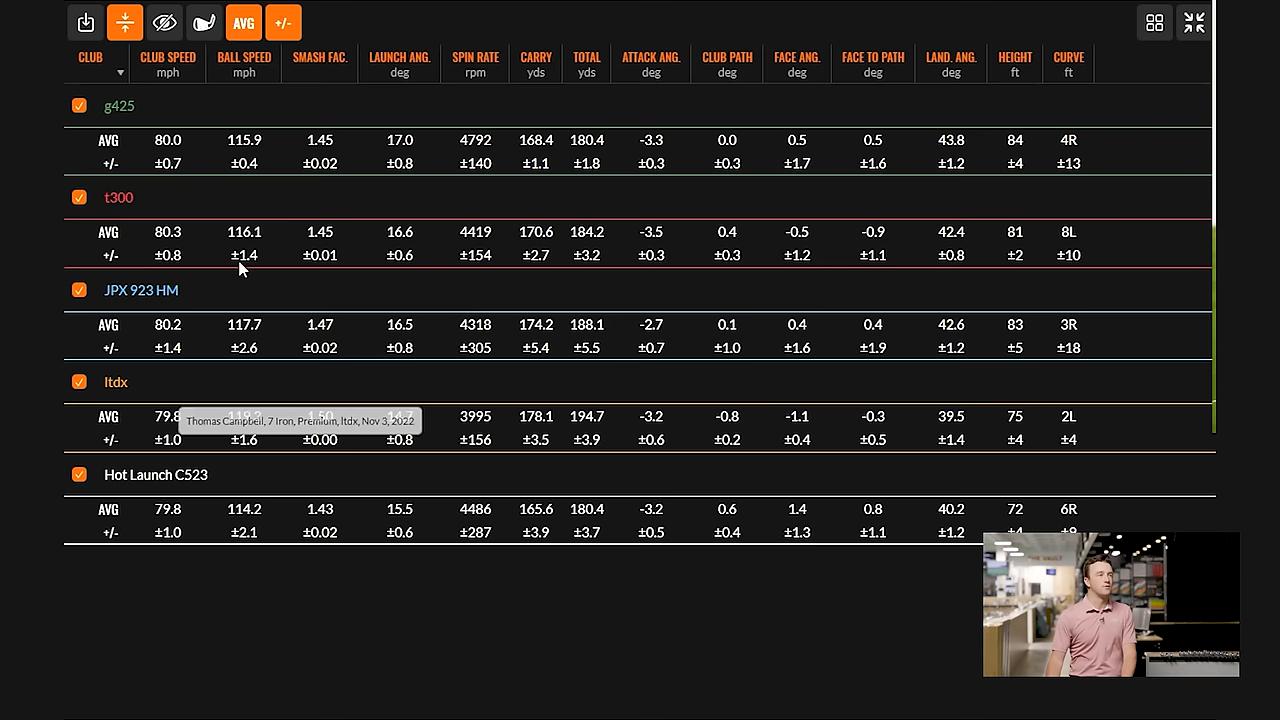 AVG +/-
CLUB CLUB SPEED BALL SPEED SMASH FAC. LAUNCH ANG. SPIN RATE CARRY TOTAL ATTACK ANG. CLUB PATH FACE ANG. FACE TO PATH LAND. ANG. HEIGHT CURVE
mph mph deg rpm yds yds deg deg deg deg deg ft ft
g425
AVG 80.0 115.9 1.45 17.0 4792 168.4 180.4 -3.3 0.0 0.5 0.5 43.8 84 4R
+/- ±0.7 ±0.4 ±0.02 ±0.8 ±140 ±1.1 ±1.8 ±0.3 ±0.3 ±1.7 ±1.6 ±1.2 ±4 ±13
t300
AVG 80.3 116.1 1.45 16.6 4419 170.6 184.2 -3.5 0.4 -0.5 -0.9 42.4 81 8L
+/- ±0.8 ±1.4 ±0.01 ±0.6 ±154 ±2.7 ±3.2 ±0.3 ±0.3 ±1.2 ±1.1 ±0.8 ±2 ±10
JPX 923 HM
AVG 80.2 117.7 1.47 16.5 4318 174.2 188.1 -2.7 0.1 0.4 0.4 42.6 83 3R
+/- ±1.4 ±2.6 ±0.02 ±0.8 ±305 ±5.4 ±5.5 ±0.7 ±1.0 ±1.6 ±1.9 ±1.2 ±5 ±18
ltdx
AVG 79.8 119.2 1.50 14.7 3995 178.1 194.7 -3.2 -0.8 -1.1 -0.3 39.5 75 2L
Thomas Campbell, 7 Iron, Premium, ltdx, Nov 3, 2022
+/- ±1.0 ±1.6 ±0.00 ±0.8 ±156 ±3.5 ±3.9 ±0.6 ±0.2 ±0.4 ±0.5 ±1.4 ±4 ±4
Hot Launch C523
AVG 79.8 114.2 1.43 15.5 4486 165.6 180.4 -3.2 0.6 1.4 0.8 40.2 72 6R
+/- ±1.0 ±2.1 ±0.02 ±0.6 ±287 ±3.9 ±3.7 ±0.5 ±0.4 ±1.3 ±1.1 ±1.2 ±4 ±9